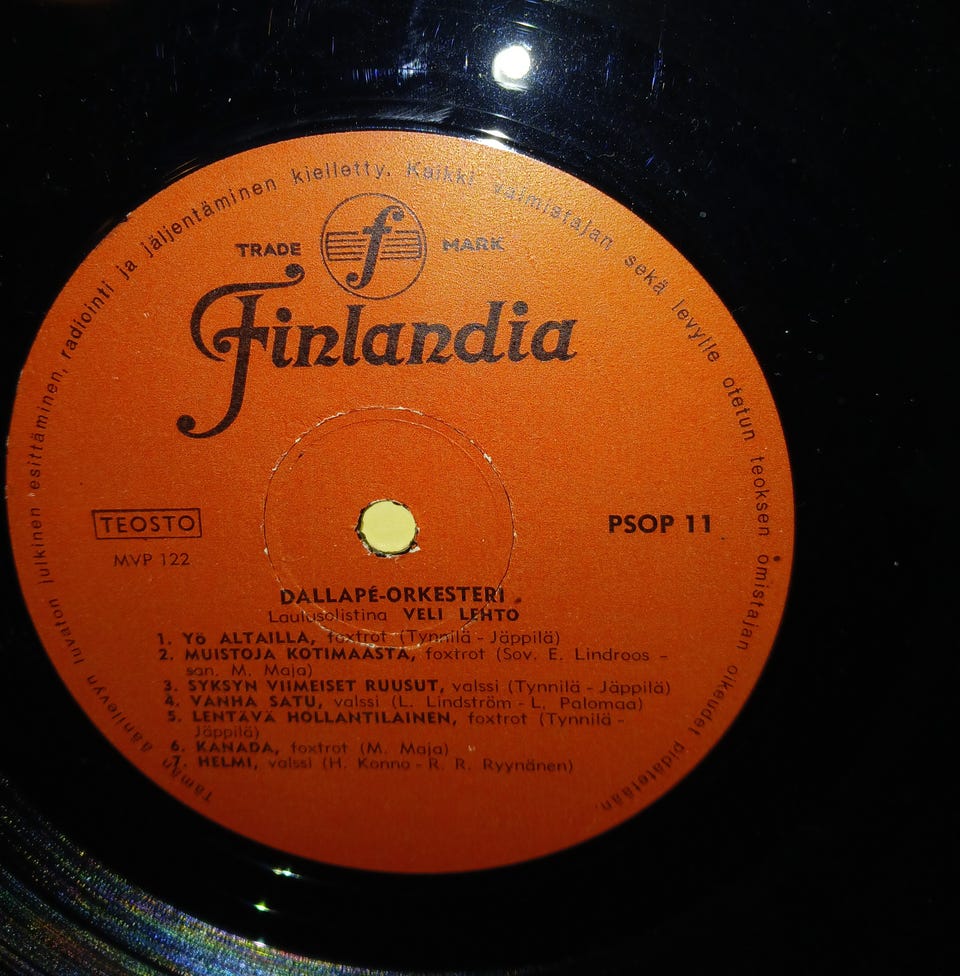 Tämän äänilevyn luvaton julkinen esittäminen, radiointi ja jäljentäminen kielletty. Kaikki valmistajan sekä levylle otetun teoksen omistajan oikeudet pidätetään.
TRADE f MARK
Finlandia
TEOSTO
MVP 122
PSOP 11
DALLAPÉ-ORKESTERI
Laulusolistina VELI LEHTO
1. YÖ ALTAILLA, foxtrot (Tynnilä - Jäppilä)
2. MUISTOJA KOTIMAASTA, foxtrot (Sov. E. Lindroos -
san. M. Maja)
3. SYKSYN VIIMEISET RUUSUT, valssi (Tynnilä - Jäppilä)
4. VANHA SATU, valssi (L. Lindström - L. Palomaa)
5. LENTÄVÄ HOLLANTILAINEN, foxtrot (Tynnilä -
Jäppilä)
6. KANADA, foxtrot (M. Maja)
7. HELMI, valssi (H. Konno - R. R. Ryynänen)